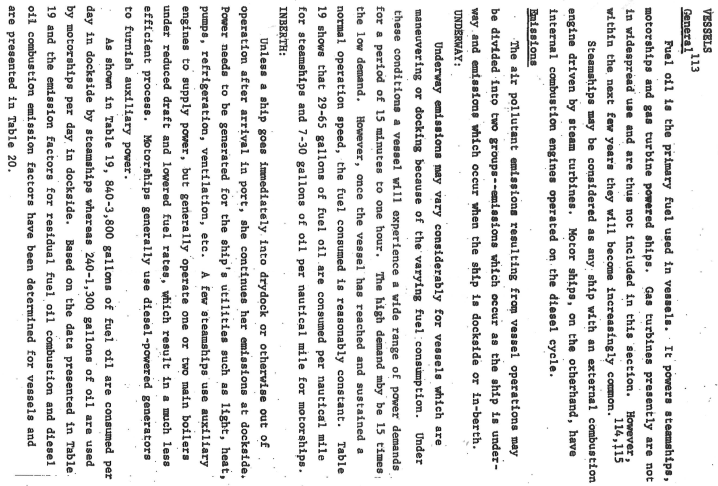 VESSELS
General113
Fuel oil is the primary fuel used in vessels. It powers steamships,
motorships and gas turbine powered ships. Gas turbines presently are not
in widespread use and are thus not included in this section. However,
within the next few years they will become increasingly common.114,115
Steamships may be considered as any ship with an external combustion
engine driven by steam turbines. Motor ships, on the otherhand, have
internal combustion engines operated on the diesel cycle.
Emissions
The air pollutant emissions resulting from vessel operations may
be divided into two groups--emissions which occur as the ship is under-
way and emissions which occur when the ship is dockside or in-berth.
UNDERWAY:
Underway emissions may vary considerably for vessels which are
maneuvering or docking because of the varying fuel consumption. Under
these conditions a vessel will experience a wide range of power demands
for a period of 15 minutes to one hour. The high demand mby be 15 times
the low demand. However, once the vessel has reached and sustained a
normal operation speed, the fuel consumed is reasonably constant. Table
19 shows that 29-65 gallons of fuel oil are consumed per nautical mile
for steamships and 7-30 gallons of oil per nautical mile for motorships.
INBERTH:
Unless a ship goes immediately into drydock or otherwise out of
operation after arrival in port, she continues her emissions at dockside.
Power needs to be generated for the ship's utilities such as light, heat,
pumps, refrigeration, ventilation, etc. A few steamships use auxiliary
engines to supply power, but generally operate one or two main boilers
under reduced draft and lowered fuel rates, which result in a much less
efficient process. Motorships generally use diesel-powered generators
to furnish auxiliary power.
As shown in Table 19, 840-3,800 gallons of fuel oil are consumed per
day in dockside by steamships whereas 240-1,300 gallons of oil are used
by motorships per day in dockside. Based on the data presented in Table
19 and the emission factors for residual fuel oil combustion and diesel
oil combustion emission factors have been determined for vessels and
are presented in Table 20.